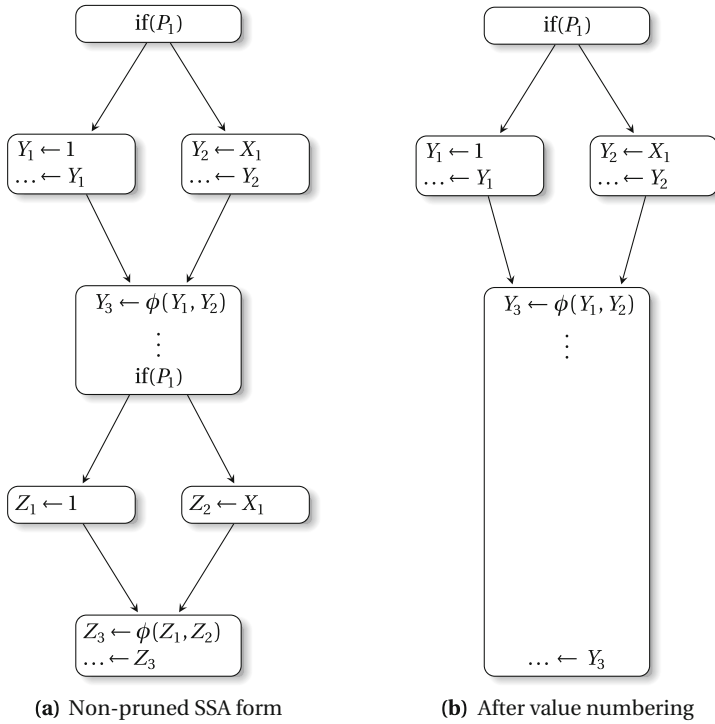 if(P₁)
Y₁ ← 1
… ← Y₁
Y₂ ← X₁
… ← Y₂
Y₃ ← ϕ(Y₁, Y₂)
⋮
if(P₁)
Z₁ ← 1
Z₂ ← X₁
Z₃ ← ϕ(Z₁, Z₂)
… ← Z₃
(a) Non-pruned SSA form
if(P₁)
Y₁ ← 1
… ← Y₁
Y₂ ← X₁
… ← Y₂
Y₃ ← ϕ(Y₁, Y₂)
⋮
… ← Y₃
(b) After value numbering